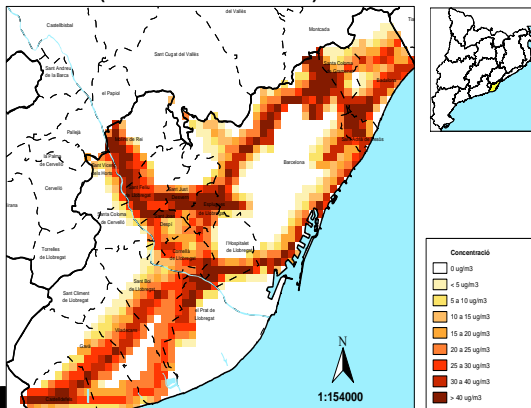 del Vallès
Castellbisbal
Montcada
Sant Cugat del Vallès
Sant Andreu
de la Barca
Santa Coloma
el Papiol
Badalona
Pallejà
Molins de Rei
la Palma
de Cervelló
Sant Vicenç
dels Horts
Barcelona
Cervelló
Sant Feliu
de Llobregat
Sant Joan
Despí
Esplugues
de Llobregat
Santa Coloma
de Cervelló
l'Hospitalet
de Llobregat
Cornellà
de Llobregat
Torrelles
de Llobregat
Sant Boi
de Llobregat
Sant Climent
de Llobregat
el Prat de
Llobregat
Viladecans
Gavà
Castelldefels
N
1:154000
Concentració
0 ug/m3
< 5 ug/m3
5 a 10 ug/m3
10 a 15 ug/m3
15 a 20 ug/m3
20 a 25 ug/m3
25 a 30 ug/m3
30 a 40 ug/m3
> 40 ug/m3